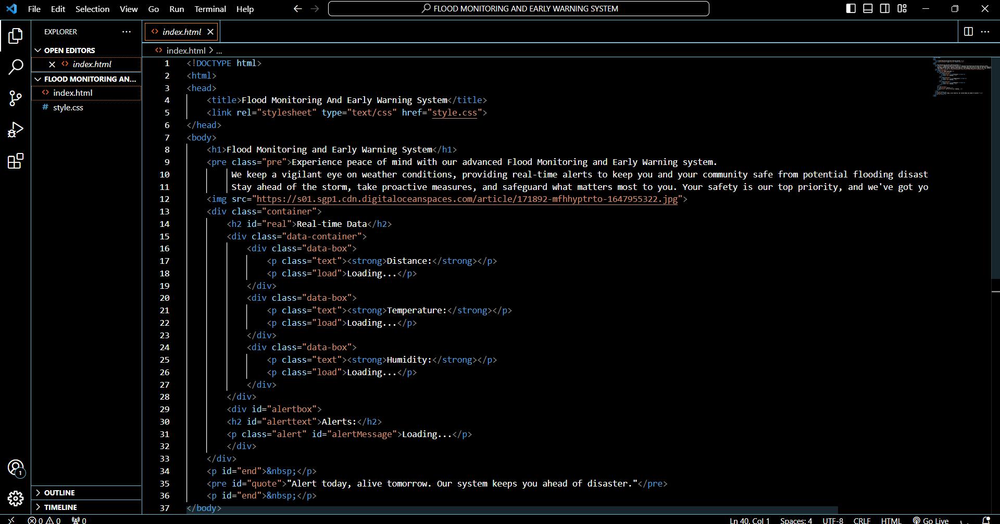 File Edit Selection View Go Run Terminal Help
FLOOD MONITORING AND EARLY WARNING SYSTEM
EXPLORER
OPEN EDITORS
index.html
FLOOD MONITORING AN...
index.html
# style.css
OUTLINE
TIMELINE
1
index.html
index.html > ...
1 <!DOCTYPE html>
2 <html>
3 <head>
4 <title>Flood Monitoring And Early Warning System</title>
5 <link rel="stylesheet" type="text/css" href="style.css">
6 </head>
7 <body>
8 <h1>Flood Monitoring and Early Warning System</h1>
9 <pre class="pre">Experience peace of mind with our advanced Flood Monitoring and Early Warning system.
10 We keep a vigilant eye on weather conditions, providing real-time alerts to keep you and your community safe from potential flooding disast
11 Stay ahead of the storm, take proactive measures, and safeguard what matters most to you. Your safety is our top priority, and we've got yo
12 <img src="https://s01.sgp1.cdn.digitaloceanspaces.com/article/171892-mfhhyptrto-1647955322.jpg">
13 <div class="container">
14 <h2 id="real">Real-time Data</h2>
15 <div class="data-container">
16 <div class="data-box">
17 <p class="text"><strong>Distance:</strong></p>
18 <p class="load">Loading...</p>
19 </div>
20 <div class="data-box">
21 <p class="text"><strong>Temperature:</strong></p>
22 <p class="load">Loading...</p>
23 </div>
24 <div class="data-box">
25 <p class="text"><strong>Humidity:</strong></p>
26 <p class="load">Loading...</p>
27 </div>
28 </div>
29 <div id="alertbox">
30 <h2 id="alerttext">Alerts:</h2>
31 <p class="alert" id="alertMessage">Loading...</p>
32 </div>
33 </div>
34 <p id="end">&nbsp;</p>
35 <pre id="quote">"Alert today, alive tomorrow. Our system keeps you ahead of disaster."</pre>
36 <p id="end">&nbsp;</p>
37 </body>
0 0 0
Ln 40, Col 1 Spaces: 4 UTF-8 CRLF HTML Go Live